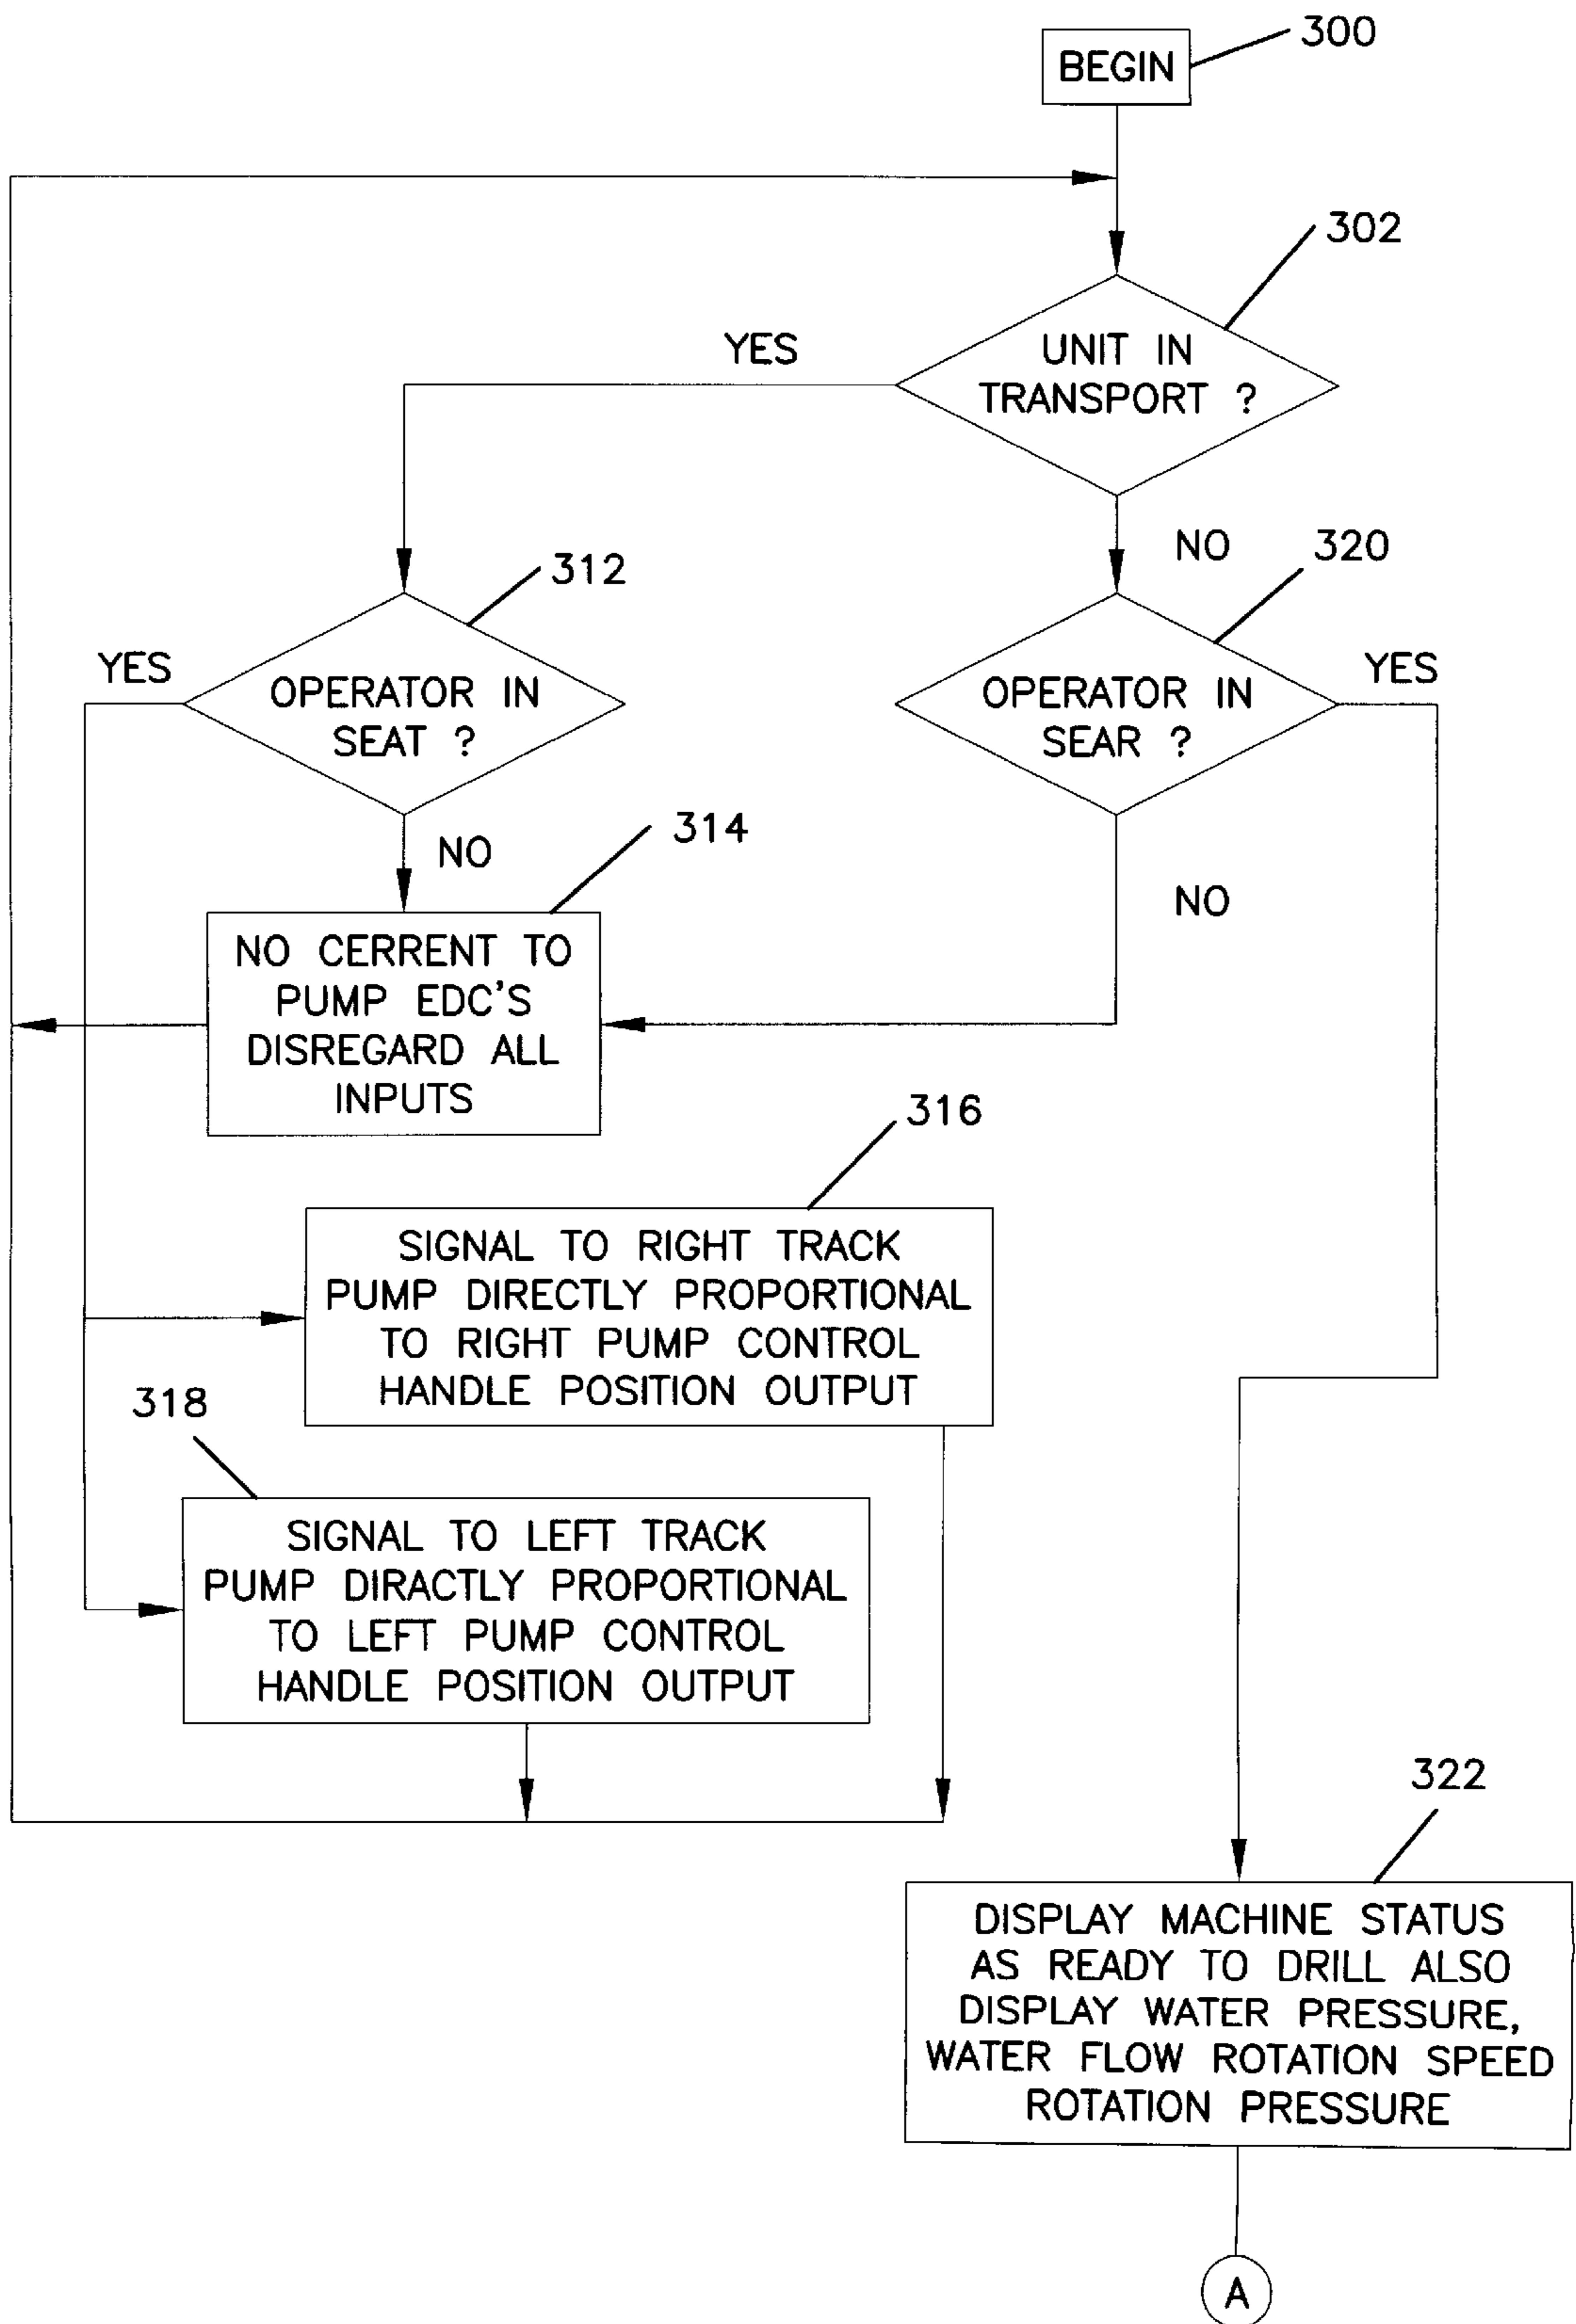 300
BEGIN
302
YES
UNIT IN
TRANSPORT ?
NO
320
312
YES
OPERATOR IN
SEAT ?
OPERATOR IN
SEAR ?
YES
NO
314
NO
NO CERRENT TO
PUMP EDC'S
DISREGARD ALL
INPUTS
316
SIGNAL TO RIGHT TRACK
PUMP DIRECTLY PROPORTIONAL
TO RIGHT PUMP CONTROL
HANDLE POSITION OUTPUT
318
SIGNAL TO LEFT TRACK
PUMP DIRACTLY PROPORTIONAL
TO LEFT PUMP CONTROL
HANDLE POSITION OUTPUT
322
DISPLAY MACHINE STATUS
AS READY TO DRILL ALSO
DISPLAY WATER PRESSURE,
WATER FLOW ROTATION SPEED
ROTATION PRESSURE
A